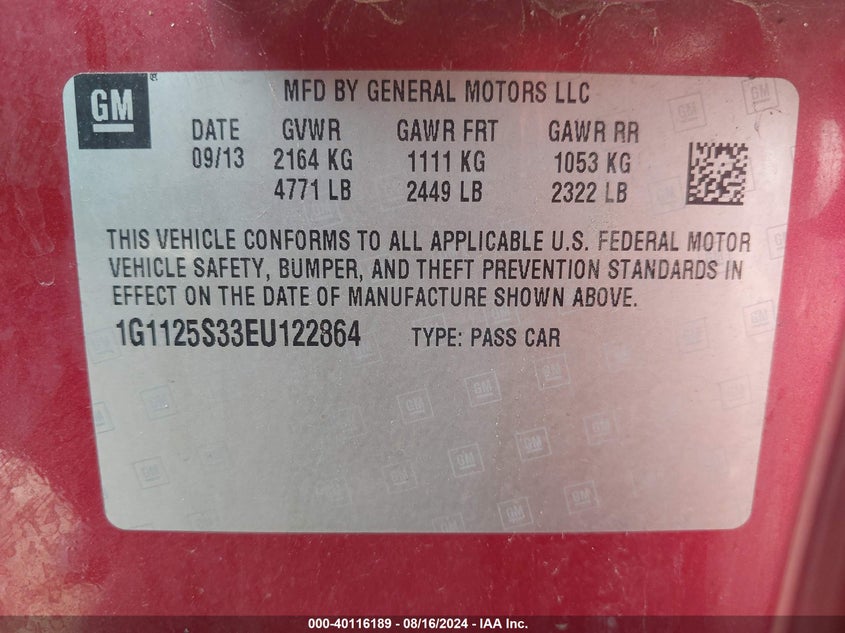 GM
MFD BY GENERAL MOTORS LLC
DATE GVWR GAWR FRT GAWR RR
09/13 2164 KG 1111 KG 1053 KG
4771 LB 2449 LB 2322 LB
THIS VEHICLE CONFORMS TO ALL APPLICABLE U.S. FEDERAL MOTOR
VEHICLE SAFETY, BUMPER, AND THEFT PREVENTION STANDARDS IN
EFFECT ON THE DATE OF MANUFACTURE SHOWN ABOVE.
1G1125S33EU122864 TYPE: PASS CAR
000-40116189 - 08/16/2024 - IAA Inc.